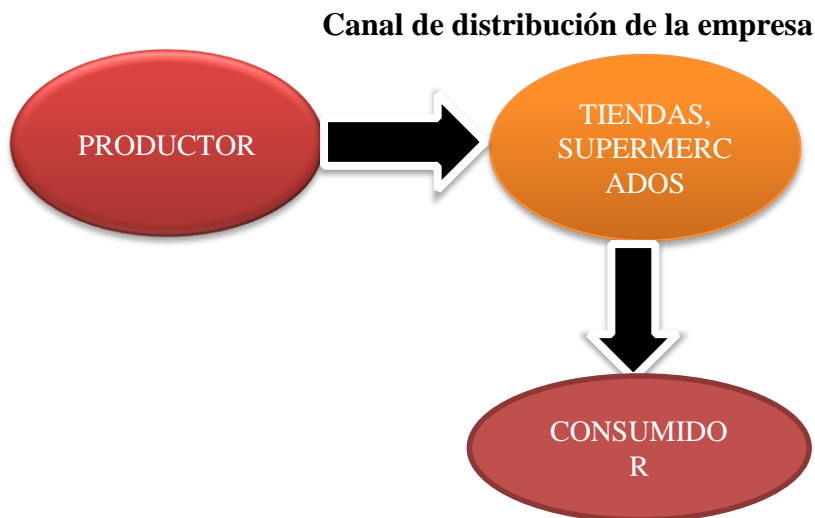 Canal de distribución de la empresa
PRODUCTOR
TIENDAS,
SUPERMERC
ADOS
CONSUMIDO
R